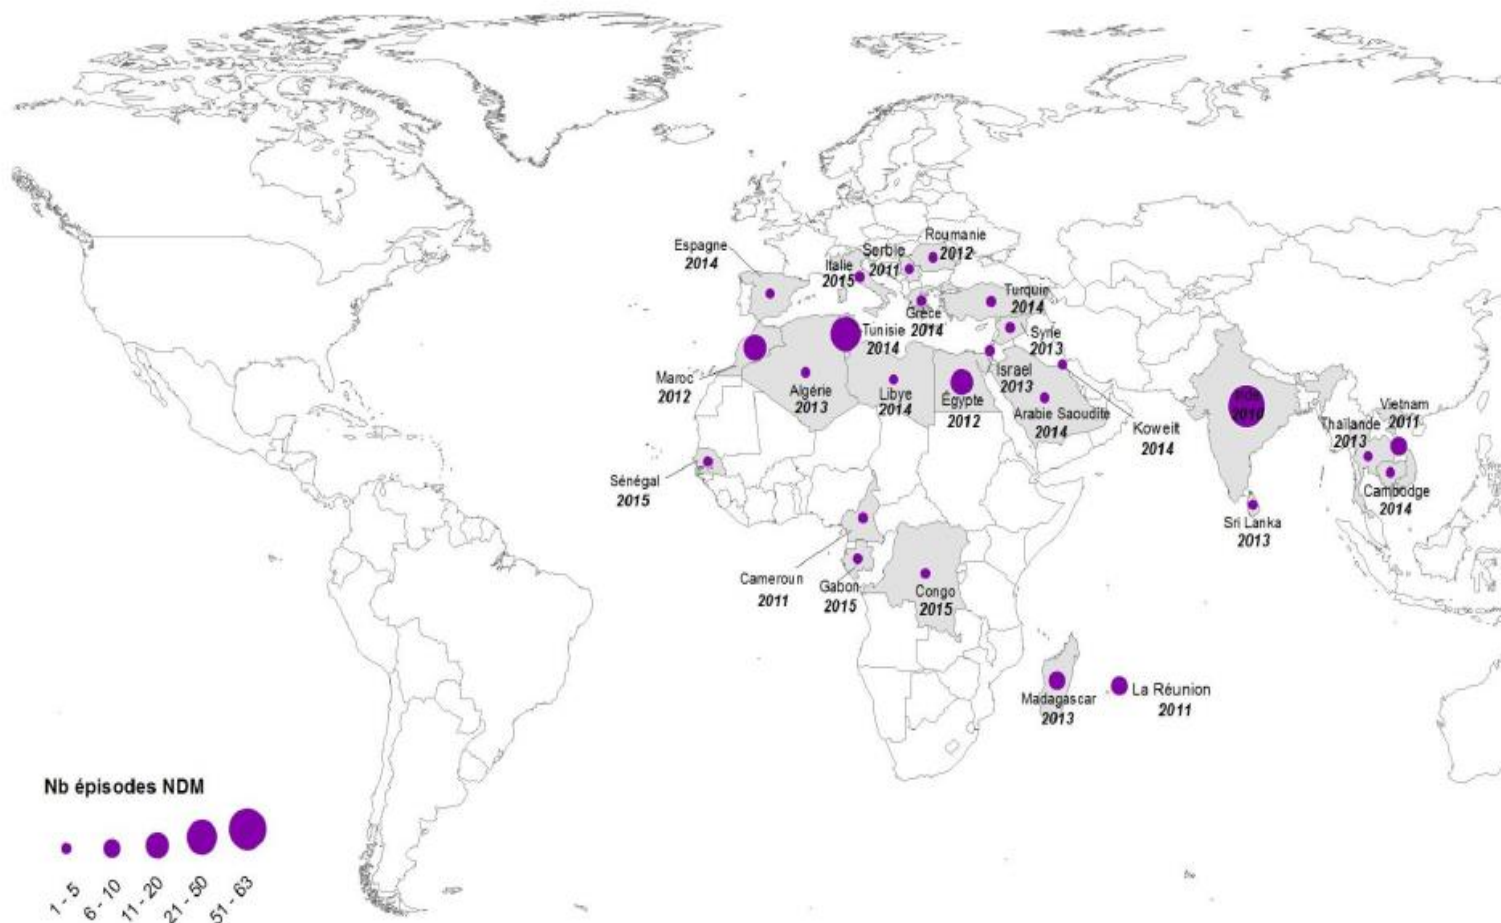 Roumanie
2012
Serbie
2011
Espagne
2014
Italie
2015
Turquie
2014
Grèce
2014
Tunisie
2014
Syrie
2013
Israel
2013
Maroc
2012
Algérie
2013
Libye
2014
Égypte
2012
Arabie Saoudite
2014
Koweit
2014
Inde
2010
Vietnam
2011
Thaïlande
2013
Cambodge
2014
Sri Lanka
2013
Sénégal
2015
Cameroun
2011
Gabon
2015
Congo
2015
Madagascar
2013
La Réunion
2011
Nb épisodes NDM
1 - 5
6 - 10
11 - 20
21 - 50
51 - 63